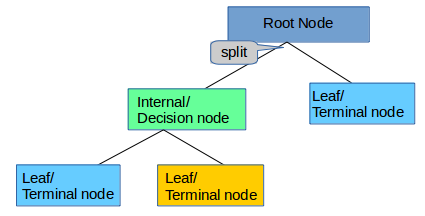 Root Node
split
Internal/
Decision node
Leaf/
Terminal node
Leaf/
Terminal node
Leaf/
Terminal node